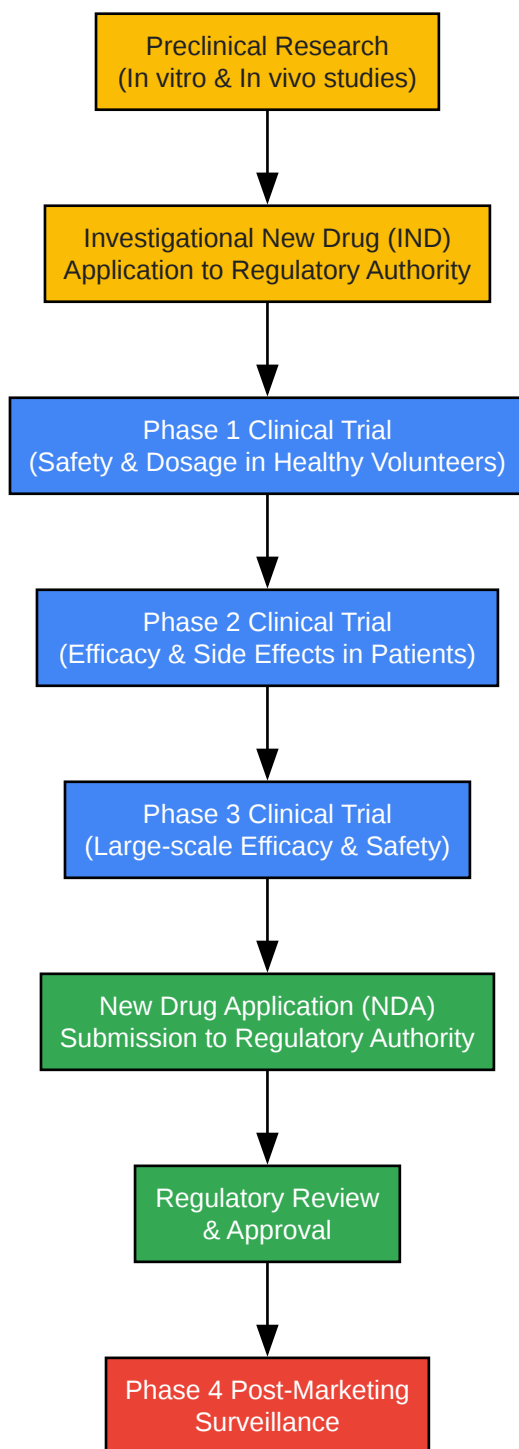 Preclinical Research
(In vitro & In vivo studies)
Investigational New Drug (IND)
Application to Regulatory Authority
Phase 1 Clinical Trial
(Safety & Dosage in Healthy Volunteers)
Phase 2 Clinical Trial
(Efficacy & Side Effects in Patients)
Phase 3 Clinical Trial
(Large-scale Efficacy & Safety)
New Drug Application (NDA)
Submission to Regulatory Authority
Regulatory Review
& Approval
Phase 4 Post-Marketing
Surveillance